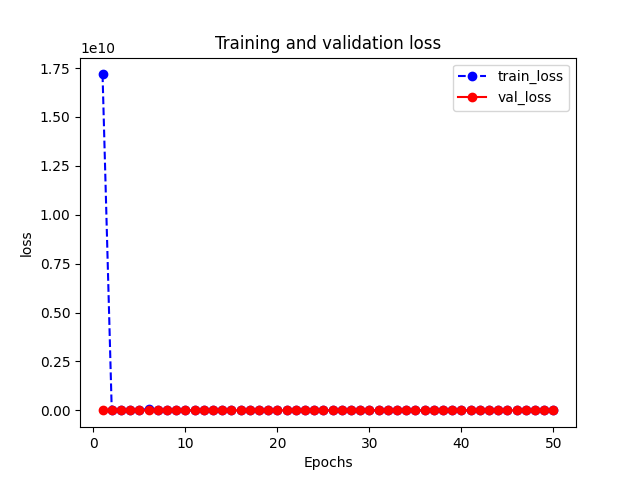 Training and validation loss
1e10
1.75
1.50
1.25
1.00
0.75
0.50
0.25
0.00
loss
train_loss
val_loss
0 10 20 30 40 50
Epochs